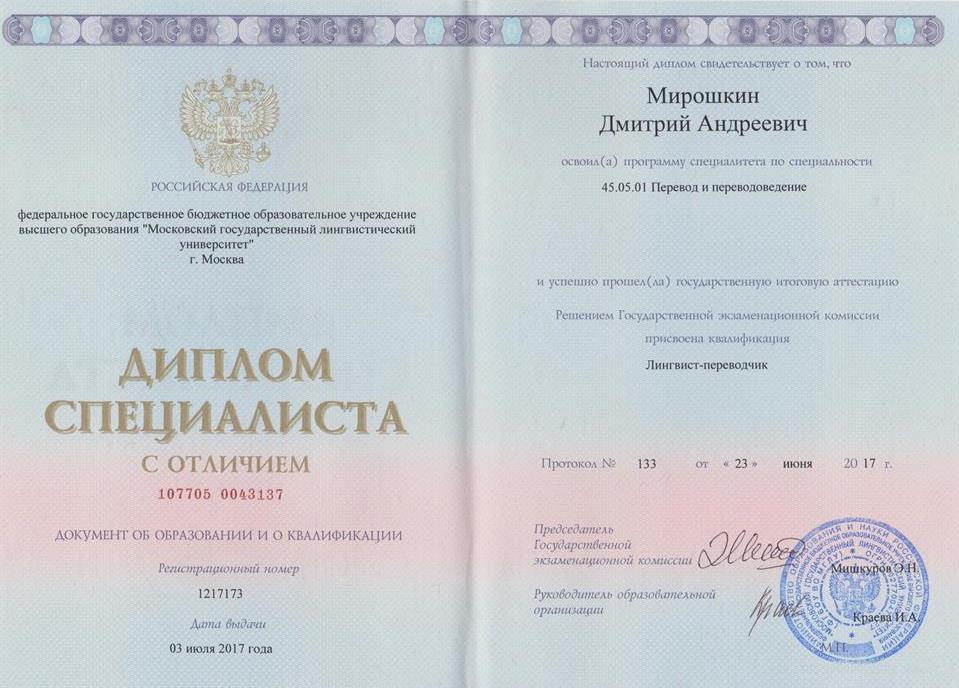 РОССИЙСКАЯ ФЕДЕРАЦИЯ
федеральное государственное бюджетное образовательное учреждение
высшего образования "Московский государственный лингвистический
университет"
г. Москва
ДИПЛОМ
СПЕЦИАЛИСТА
С ОТЛИЧИЕМ
107705 0043137
ДОКУМЕНТ ОБ ОБРАЗОВАНИИ И О КВАЛИФИКАЦИИ
Регистрационный номер
1217173
Дата выдачи
03 июля 2017 года
Настоящий диплом свидетельствует о том, что
Мирошкин
Дмитрий Андреевич
освоил(а) программу специалитета по специальности
45.05.01 Перевод и переводоведение
и успешно прошел(ла) государственную итоговую аттестацию
Решением Государственной экзаменационной комиссии
присвоена квалификация
Лингвист-переводчик
Протокол № 133 от « 23 » июня 20 17 г.
Председатель
Государственной
экзаменационной комиссии
Мишкуров Э.Н.
Руководитель образовательной
организации
Краева И.А.
М.П.